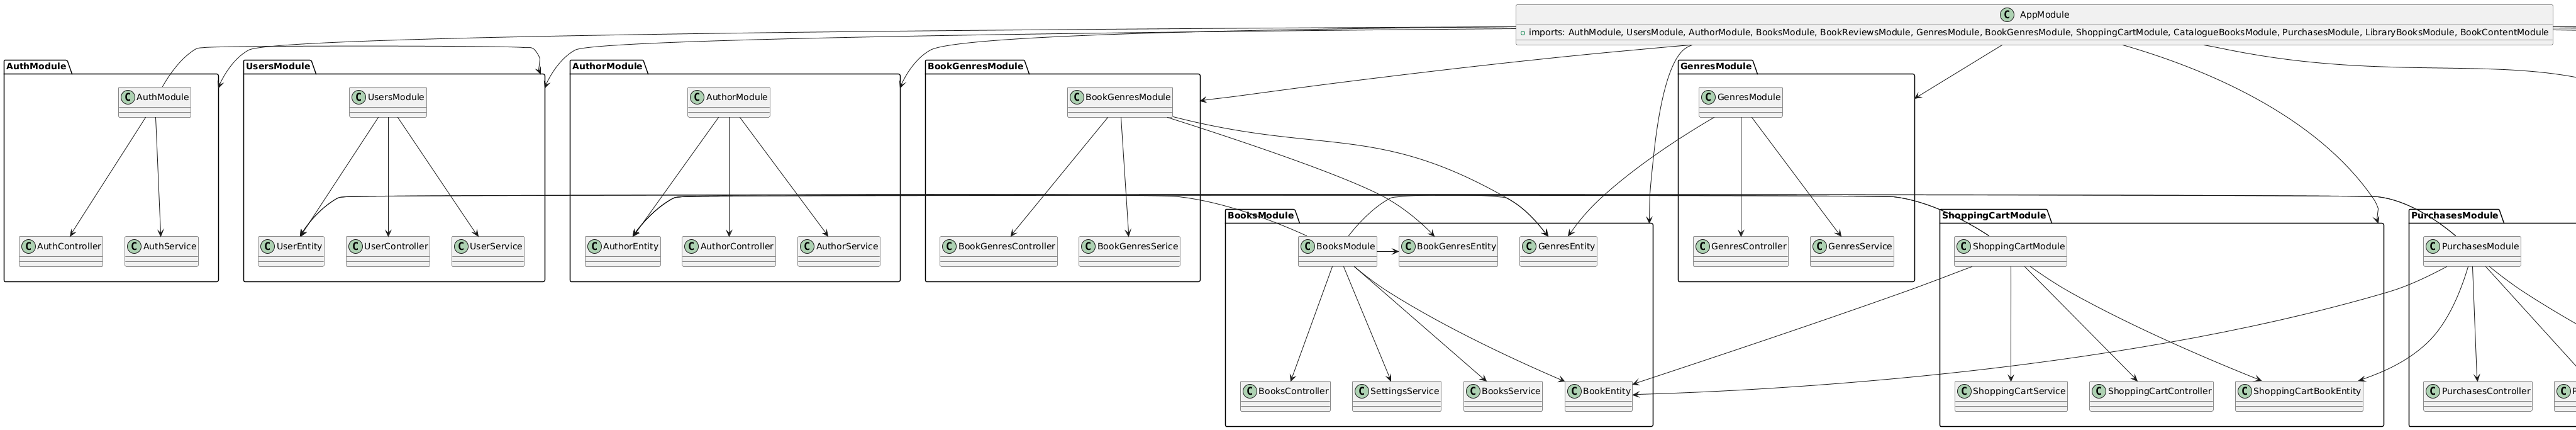 AppModule
imports: AuthModule, UsersModule, AuthorModule, BooksModule, BookReviewsModule, GenresModule, BookGenresModule, ShoppingCartModule, CatalogueBooksModule, PurchasesModule, LibraryBooksModule, BookContentModule
AuthModule
UsersModule
AuthorModule
BookGenresModule
GenresModule
C AuthModule
C UsersModule
C AuthorModule
C BookGenresModule
C GenresModule
BooksModule
ShoppingCartModule
PurchasesModule
C AuthController
C AuthService
C UserEntity
C UserController
C UserService
C AuthorEntity
C AuthorController
C AuthorService
C BookGenresController
C BookGenresSerice
C BooksModule
C BookGenresEntity
C GenresEntity
C GenresController
C GenresService
C ShoppingCartModule
C PurchasesModule
C BooksController
C SettingsService
C BooksService
C BookEntity
C ShoppingCartService
C ShoppingCartController
C ShoppingCartBookEntity
C PurchasesController